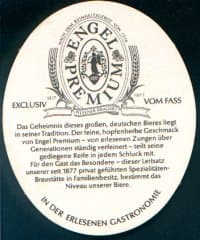 ENGEL
PREMIUM
EXCLUSIV
VOM FASS
Das Geheimnis dieses großen, deutschen Bieres liegt
in seiner Tradition. Der feine, hopfenherbe Geschmack
von Engel Premium – von erlesenen Zungen über
Generationen ständig verfeinert – teilt seine
gediegene Reife in jedem Schluck mit.
Für den Gast das Besondere – dieser Leitsatz
unserer seit 1877 privat geführten Spezialitäten-
Braustätte in Familienbesitz, bestimmt das
Niveau unserer Biere.
IN DER ERLESENEN GASTRONOMIE